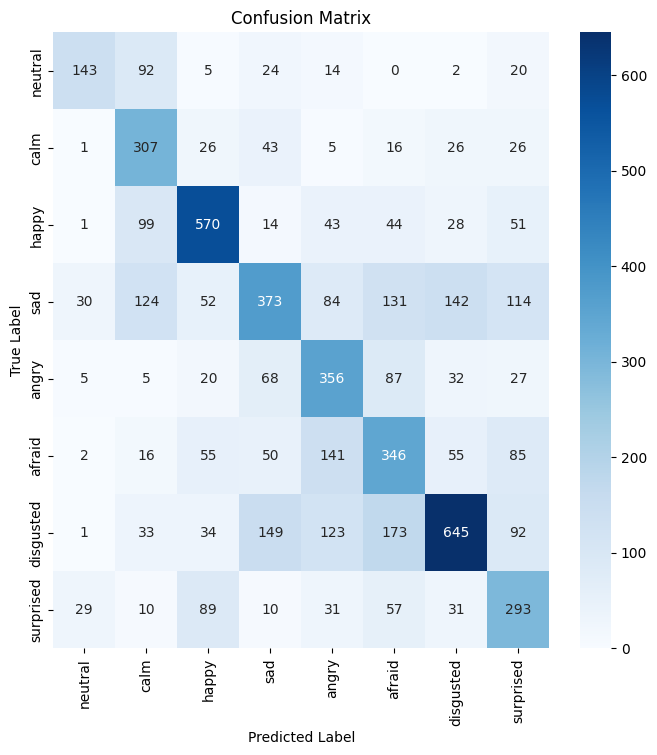 Confusion Matrix
True Label
neutral 143 92 5 24 14 0 2 20
calm 1 307 26 43 5 16 26 26
happy 1 99 570 14 43 44 28 51
sad 30 124 52 373 84 131 142 114
angry 5 5 20 68 356 87 32 27
afraid 2 16 55 50 141 346 55 85
disgusted 1 33 34 149 123 173 645 92
surprised 29 10 89 10 31 57 31 293
neutral calm happy sad angry afraid disgusted surprised
Predicted Label
600
500
400
300
200
100
0